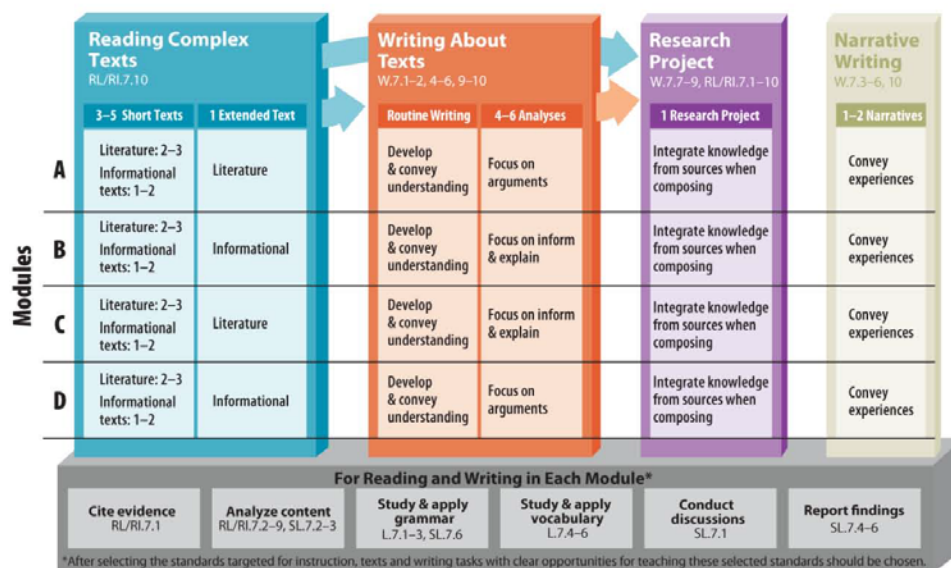 Reading Complex
Texts
RL/RI.7.10
3–5 Short Texts
1 Extended Text
Writing About
Texts
W.7.1–2, 4–6, 9–10
Routine Writing
4–6 Analyses
Research
Project
W.7.7–9, RL/RI.7.1–10
1 Research Project
Narrative
Writing
W.7.3–6, 10
1–2 Narratives
Modules
A
Literature: 2–3
Informational
texts: 1–2
Literature
Develop
& convey
understanding
Focus on
arguments
Integrate knowledge
from sources when
composing
Convey
experiences
B
Literature: 2–3
Informational
texts: 1–2
Informational
Develop
& convey
understanding
Focus on inform
& explain
Integrate knowledge
from sources when
composing
Convey
experiences
C
Literature: 2–3
Informational
texts: 1–2
Literature
Develop
& convey
understanding
Focus on inform
& explain
Integrate knowledge
from sources when
composing
Convey
experiences
D
Literature: 2–3
Informational
texts: 1–2
Informational
Develop
& convey
understanding
Focus on
arguments
Integrate knowledge
from sources when
composing
Convey
experiences
For Reading and Writing in Each Module*
Cite evidence
RL/RI.7.1
Analyze content
RL/RI.7.2–9, SL.7.2–3
Study & apply
grammar
L.7.1–3, SL.7.6
Study & apply
vocabulary
L.7.4–6
Conduct
discussions
SL.7.1
Report findings
SL.7.4–6
*After selecting the standards targeted for instruction, texts and writing tasks with clear opportunities for teaching these selected standards should be chosen.